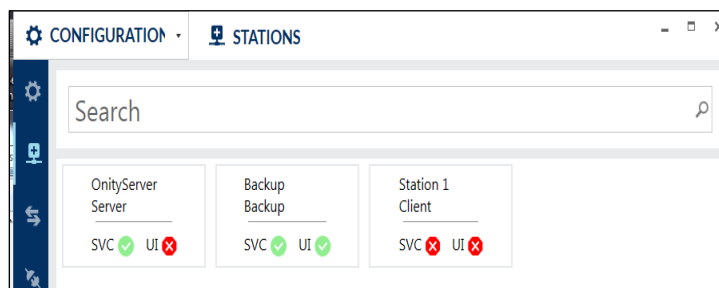 CONFIGURATION
STATIONS
Search
OnityServer
Server
SVC UI
Backup
Backup
SVC UI
Station 1
Client
SVC UI